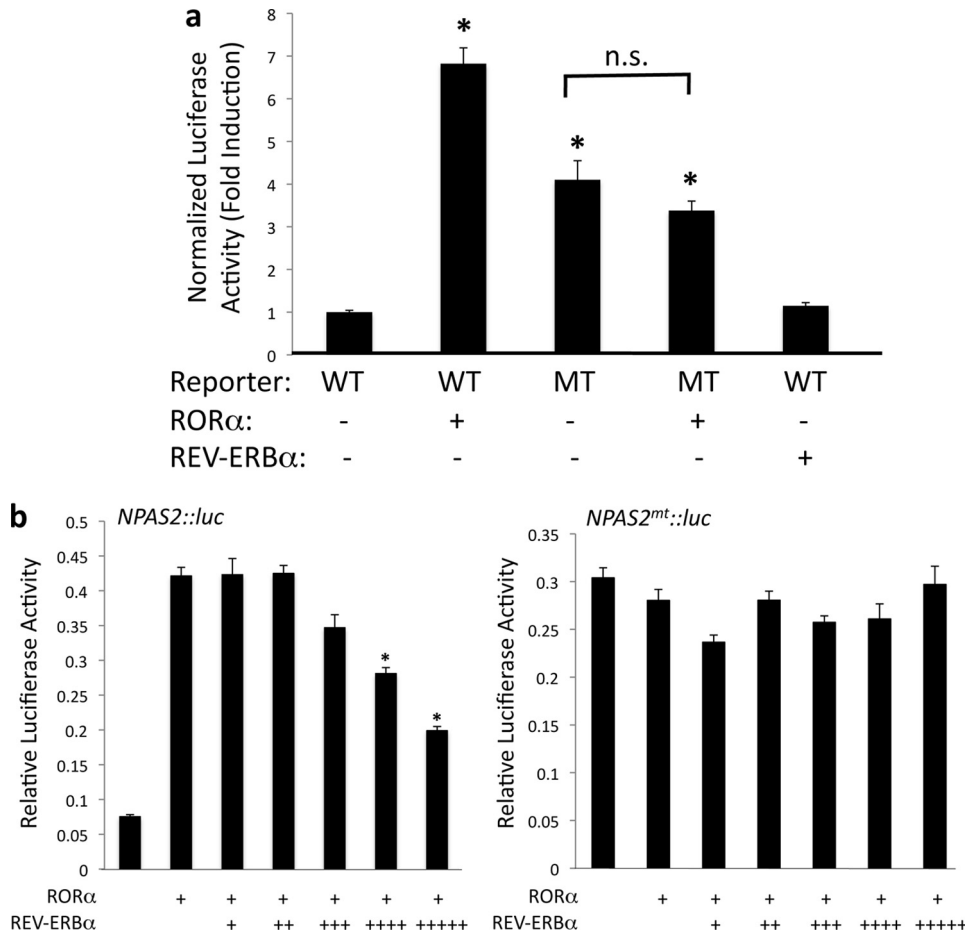 a
Normalized Luciferase
Activity (Fold Induction)
8
7
6
5
4
3
2
1
0
*
*
n.s.
*
Reporter: WT WT MT MT WT
RORα: - + - + -
REV-ERBα: - - - - +
b
NPAS2::luc
Relative Lucifierase Activity
0.5
0.45
0.4
0.35
0.3
0.25
0.2
0.15
0.1
0.05
0
*
*
RORα + + + + + +
REV-ERBα + ++ +++ ++++ +++++
NPAS2mt::luc
Relative Lucifierase Activity
0.35
0.3
0.25
0.2
0.15
0.1
0.05
0
RORα + + + + + +
REV-ERBα + ++ +++ ++++ +++++